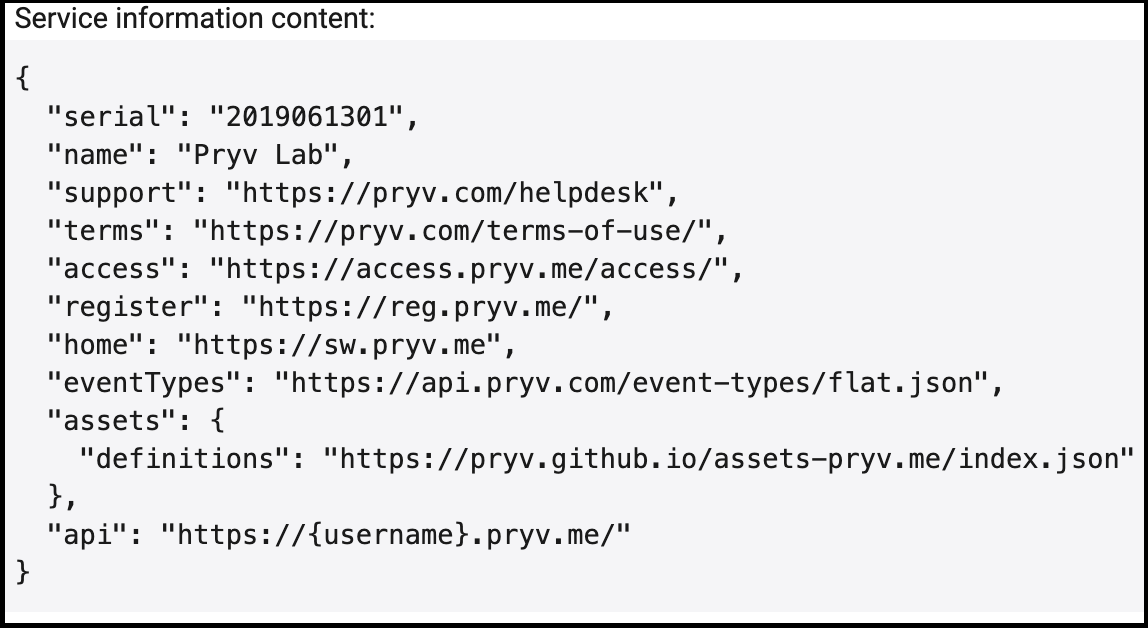 Service information content:
{
  "serial": "2019061301",
  "name": "Pryv Lab",
  "support": "https://pryv.com/helpdesk",
  "terms": "https://pryv.com/terms-of-use/",
  "access": "https://access.pryv.me/access/",
  "register": "https://reg.pryv.me/",
  "home": "https://sw.pryv.me",
  "eventTypes": "https://api.pryv.com/event-types/flat.json",
  "assets": {
    "definitions": "https://pryv.github.io/assets-pryv.me/index.json"
  },
  "api": "https://{username}.pryv.me/"
}